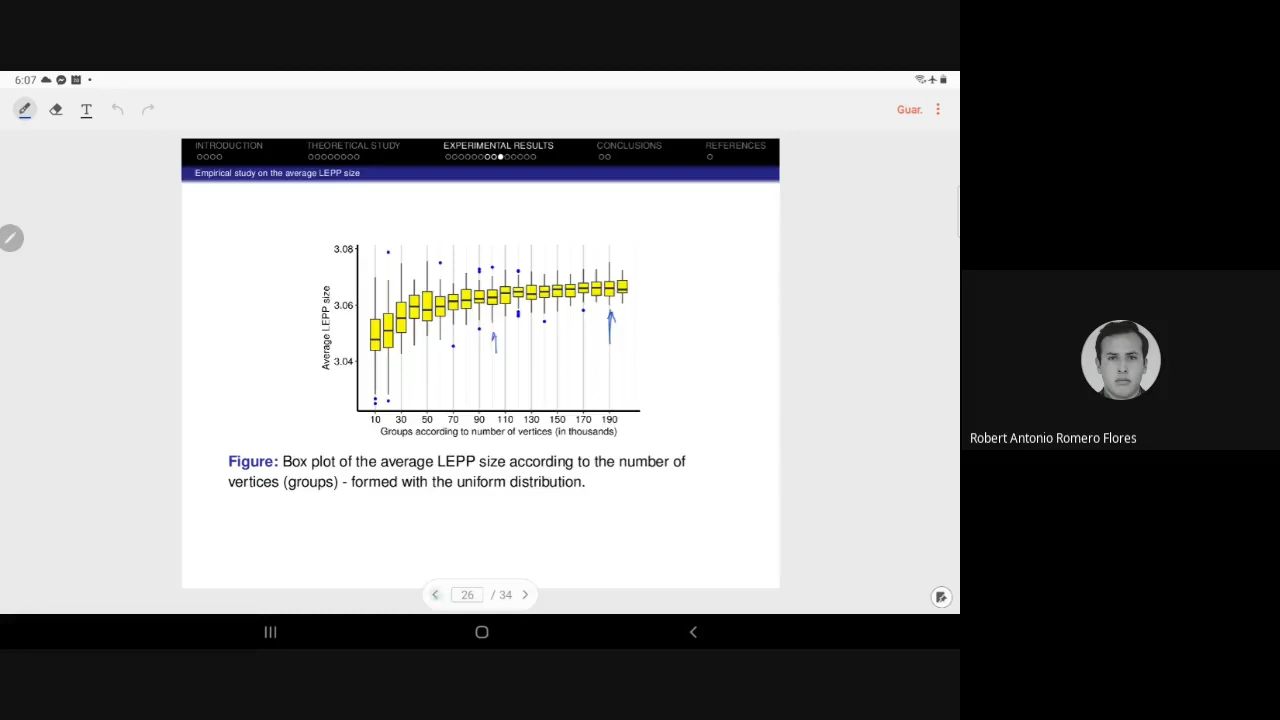 6:07
T
Guar.
INTRODUCTION THEORETICAL STUDY EXPERIMENTAL RESULTS CONCLUSIONS REFERENCES
Empirical study on the average LEPP size
3.08
3.06
3.04
Average LEPP size
10 30 50 70 90 110 130 150 170 190
Groups according to number of vertices (in thousands)
Figure: Box plot of the average LEPP size according to the number of
vertices (groups) - formed with the uniform distribution.
26 / 34
Robert Antonio Romero Flores